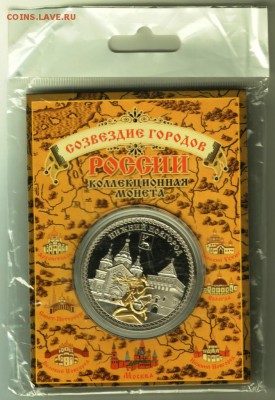 COINS.LAVE.RU
СОЗВЕЗДИЕ ГОРОДОВ
РОССИИ
КОЛЛЕКЦИОННАЯ
МОНЕТА
НИЖНИЙ НОВГОРОД
Москва